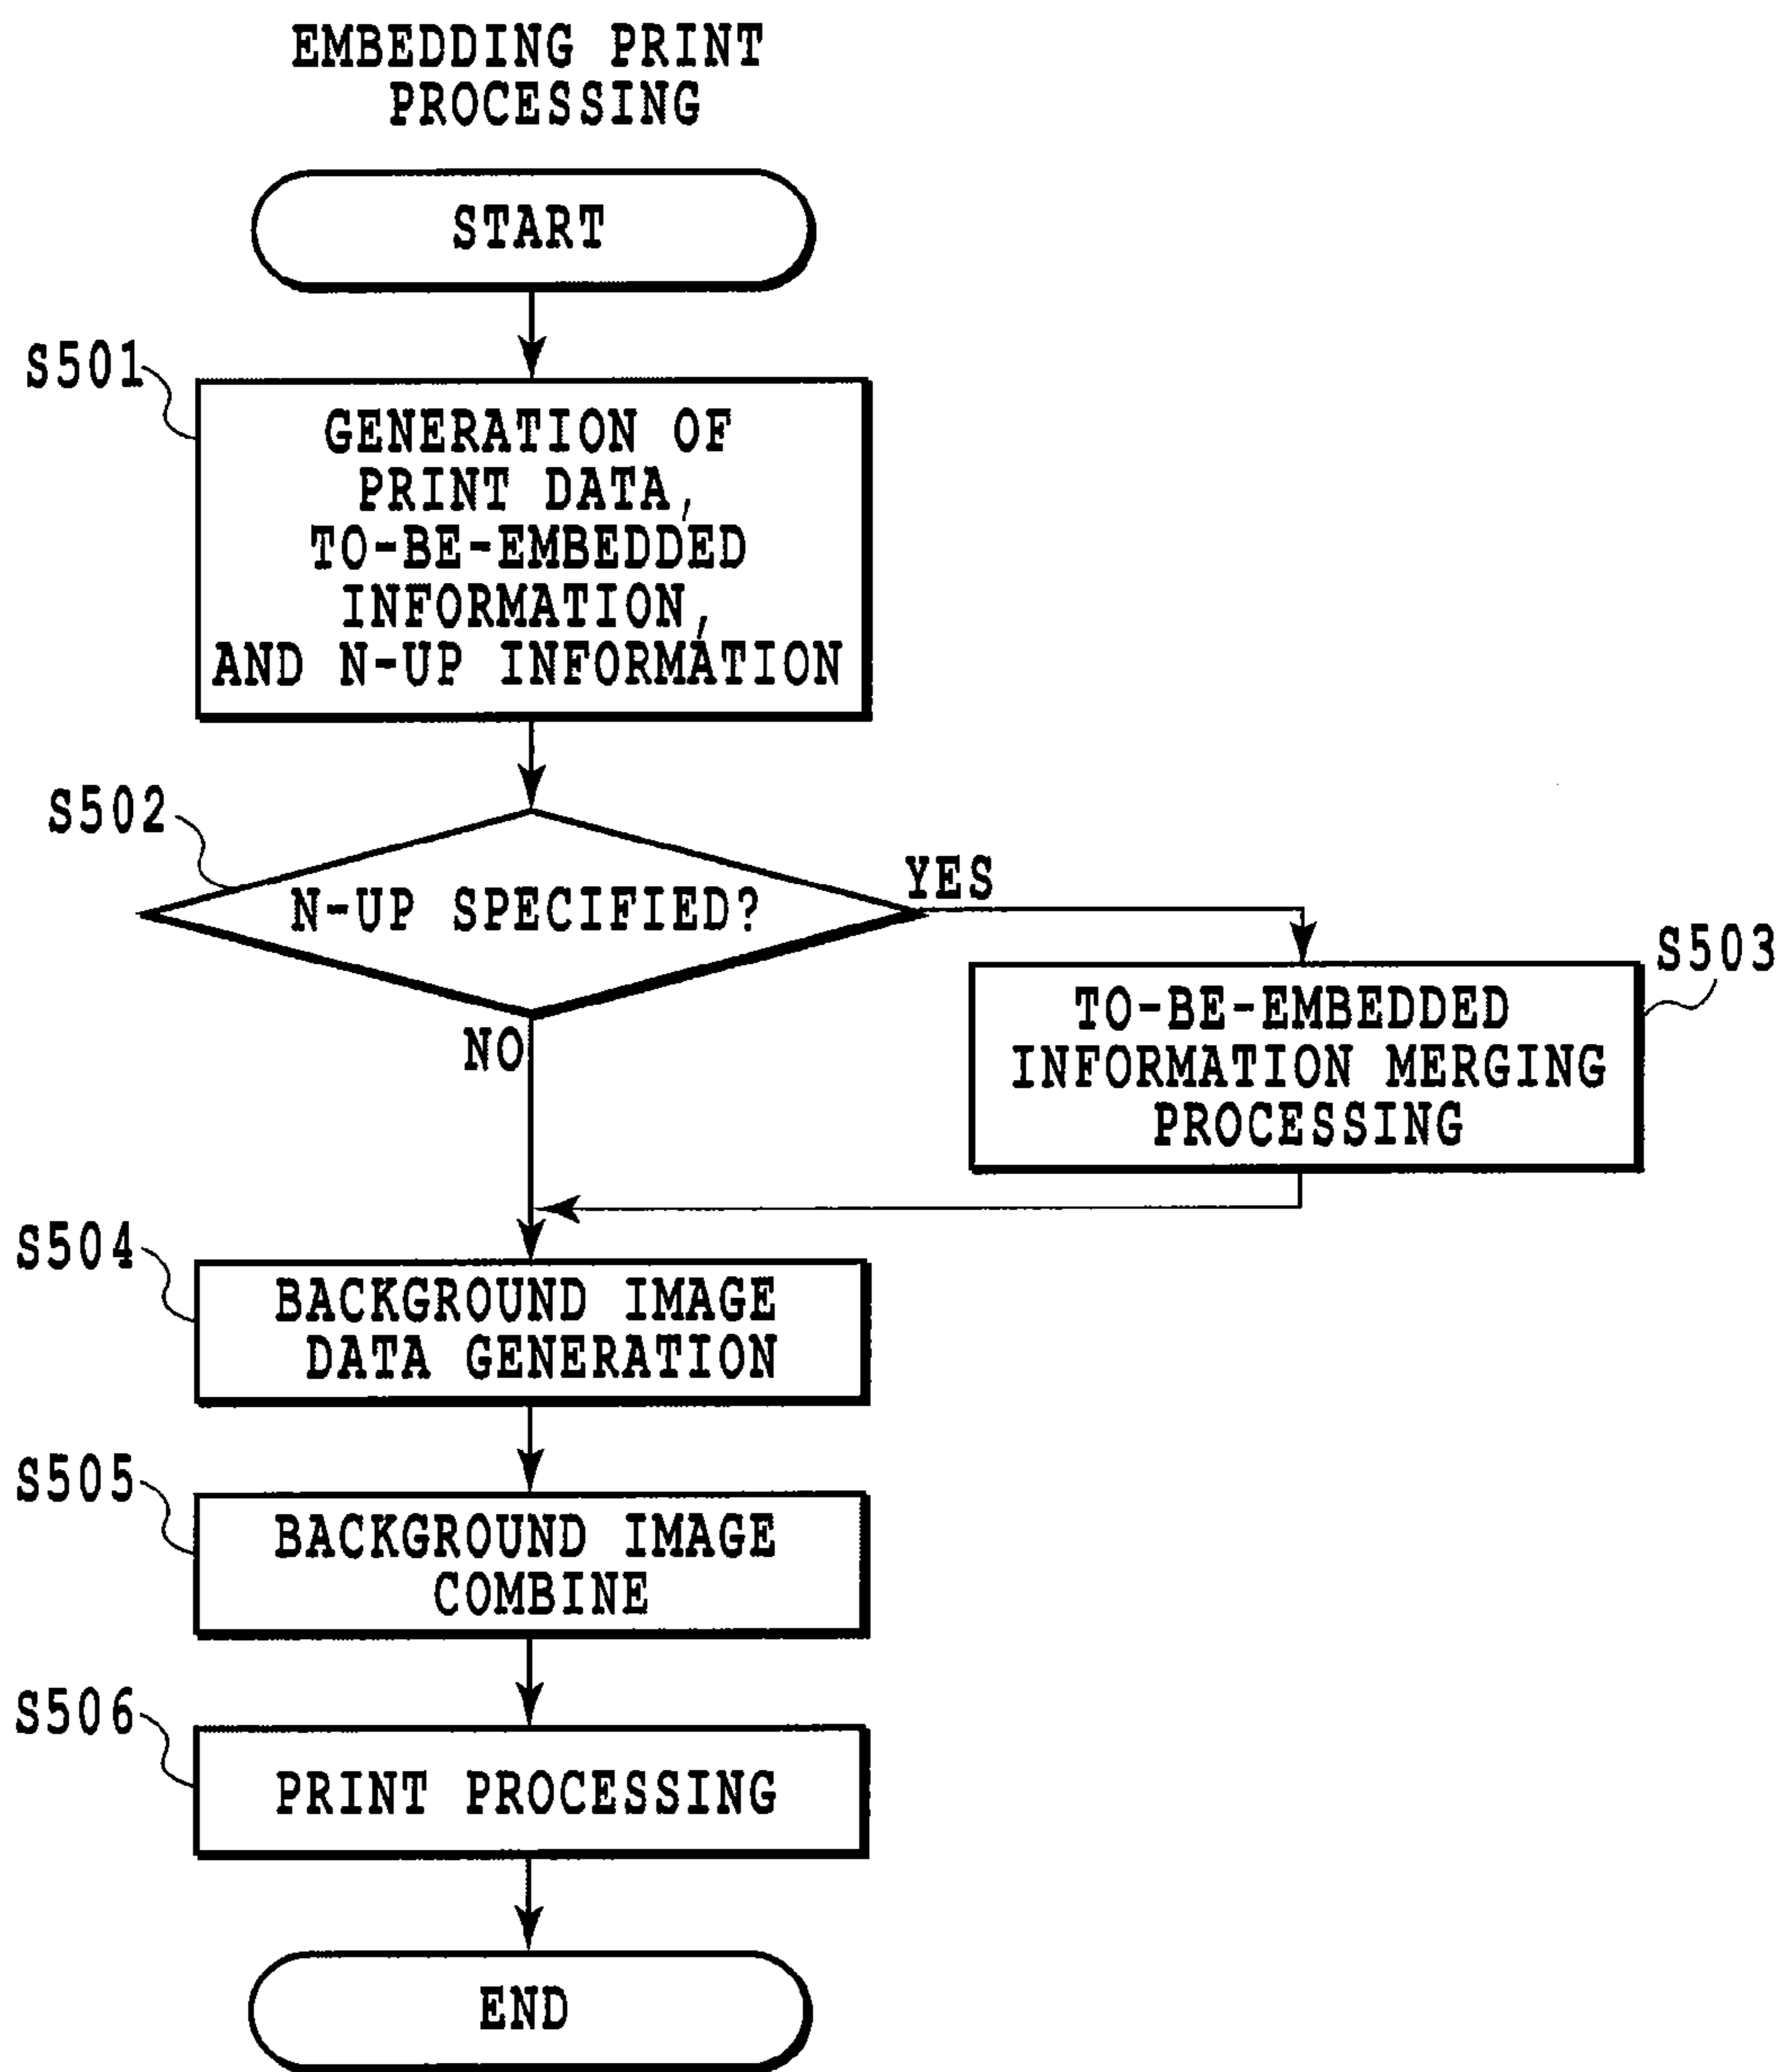 EMBEDDING PRINT
PROCESSING
START
S501
GENERATION OF
PRINT DATA,
TO-BE-EMBEDDED
INFORMATION,
AND N-UP INFORMATION
S502
N-UP SPECIFIED?
YES
NO
S503
TO-BE-EMBEDDED
INFORMATION MERGING
PROCESSING
S504
BACKGROUND IMAGE
DATA GENERATION
S505
BACKGROUND IMAGE
COMBINE
S506
PRINT PROCESSING
END